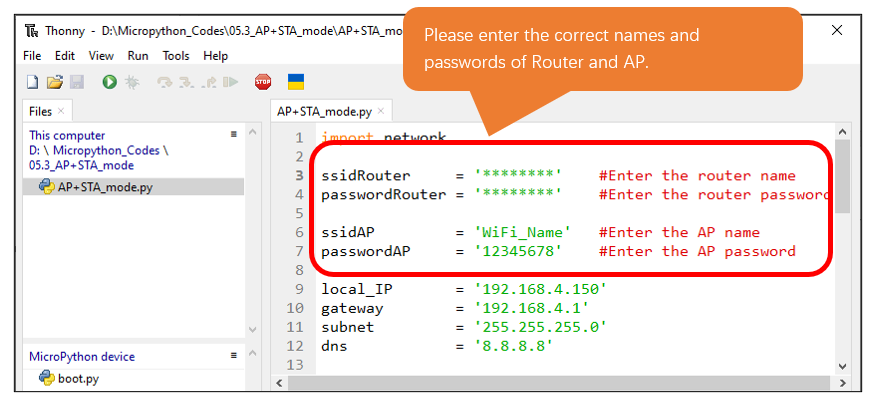 Thonny - D:\Micropython_Codes\05.3_AP+STA_mode\AP+STA_mo
Please enter the correct names and
passwords of Router and AP.
File Edit View Run Tools Help
STOP
Files
This computer
D: \ Micropython_Codes \
05.3_AP+STA_mode
AP+STA_mode.py
MicroPython device
boot.py
AP+STA_mode.py
1 import network
2
3 ssidRouter = '********' #Enter the router name
4 passwordRouter = '********' #Enter the router password
5
6 ssidAP = 'WiFi_Name' #Enter the AP name
7 passwordAP = '12345678' #Enter the AP password
8
9 local_IP = '192.168.4.150'
10 gateway = '192.168.4.1'
11 subnet = '255.255.255.0'
12 dns = '8.8.8.8'
13